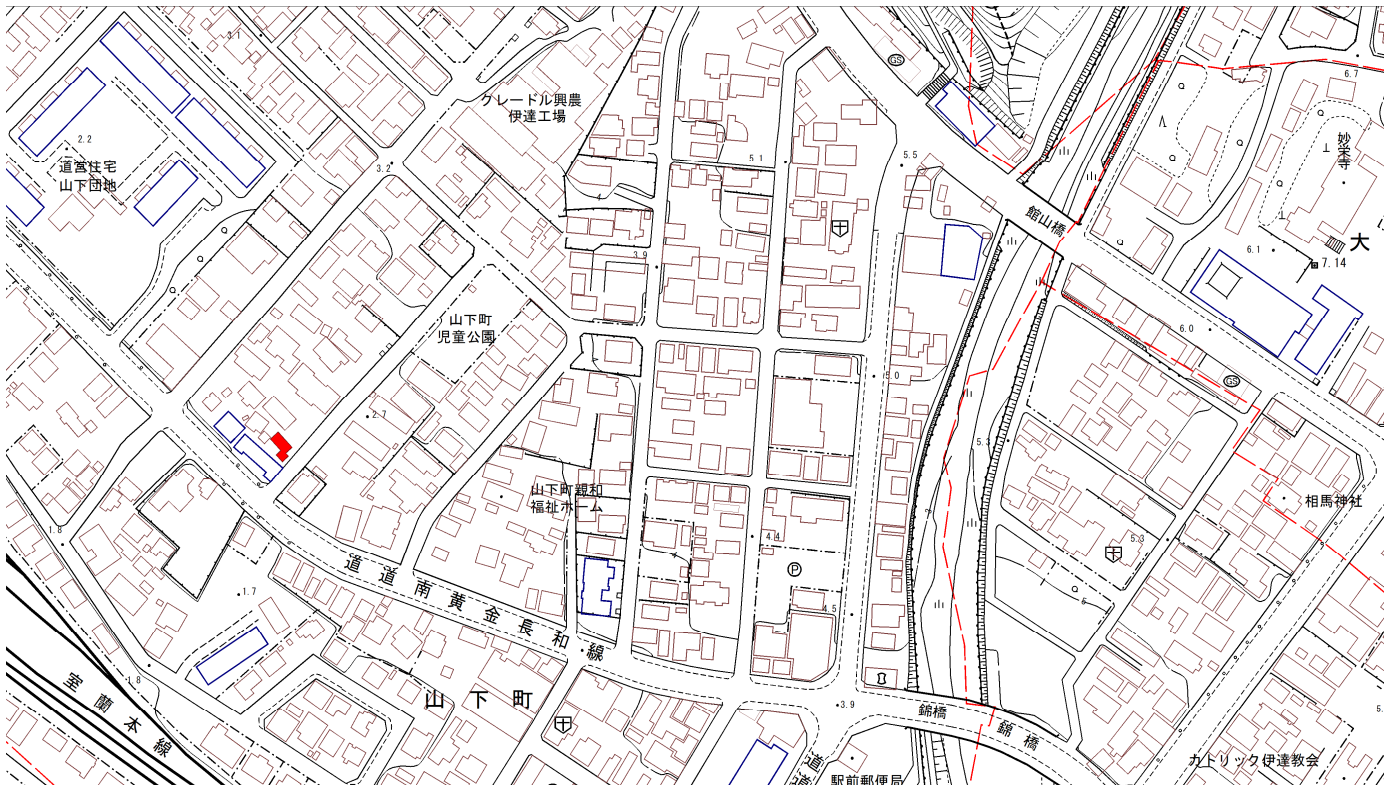 3.1
GS
6.7
クレードル興農
伊達工場
2.2
道営住宅
山下団地
3.2
5.1
5.5
妙栄寺
館山橋
大
6.1
7.14
3.9
山下町
児童公園
6.0
5.0
GS
2.7
5.3
山下町親和
福祉ホーム
相馬神社
1.8
4.4
5.3
P
道道南黄金長和線
1.7
4.5
1.8
室蘭本線
山下町
3.9
錦橋
錦橋
カトリック伊達教会
駅前郵便局
道
道